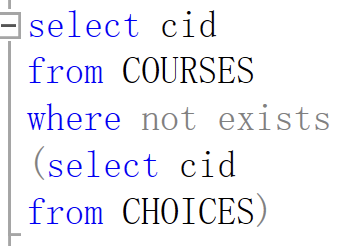 select cid
from COURSES
where not exists
(select cid
from CHOICES)